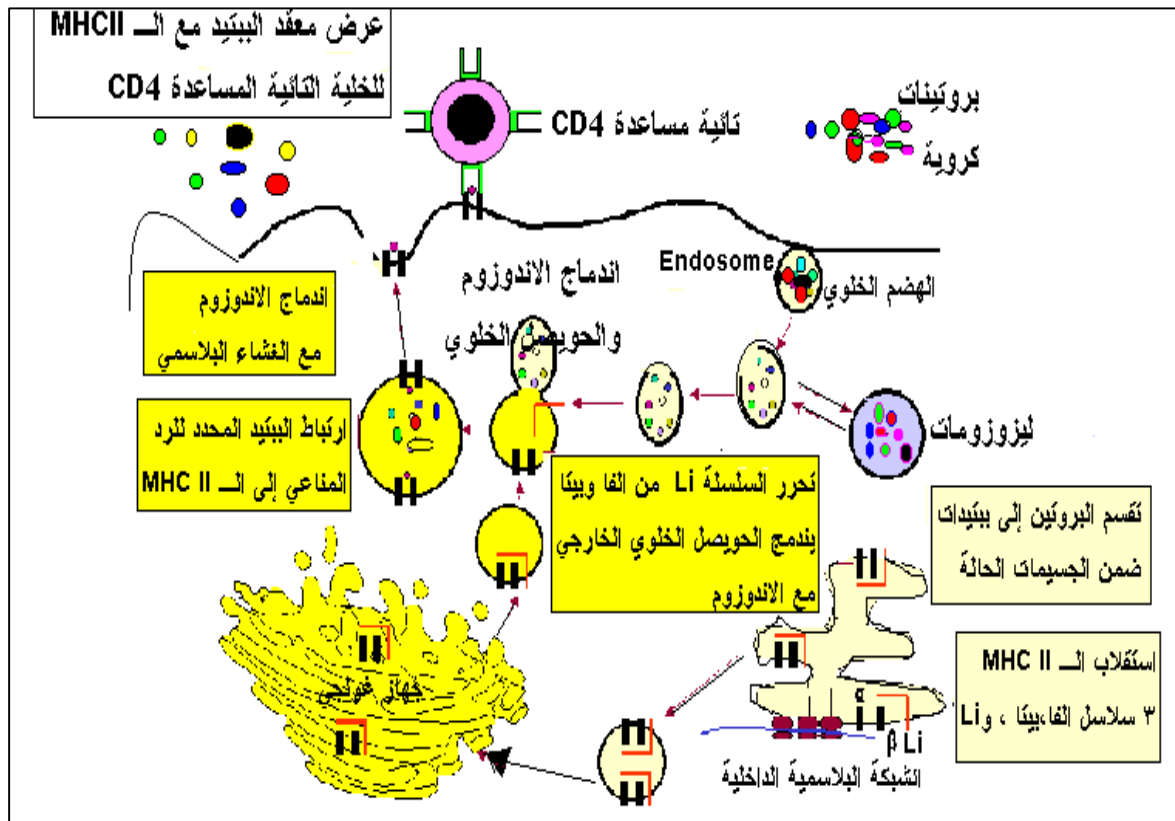 عرض معقد الببتيد مع الــ MHCII
للخلية التائية المساعدة CD4
تائية مساعدة CD4
بروتينات
كروية
Endosome
الهضم الخلوي
اندماج الاندوزوم
والحويصل الخلوي
اندماج الاندوزوم
مع الغشاء البلاسمي
ارتباط الببتيد المحدد للرد
المناعي إلى الــ MHC II
ليزوزومات
تحرر السلسلة Li من الفا وبيتا
يندمج الحويصل الخلوي الخارجي
مع الاندوزوم
تقسم البروتين إلى ببتيدات
ضمن الجسيمات الحالة
استقلاب الــ MHC II
٣ سلاسل الفا،بيتا ، وLi
جهاز غولجي
α
β Li
الشبكة البلاسمية الداخلية